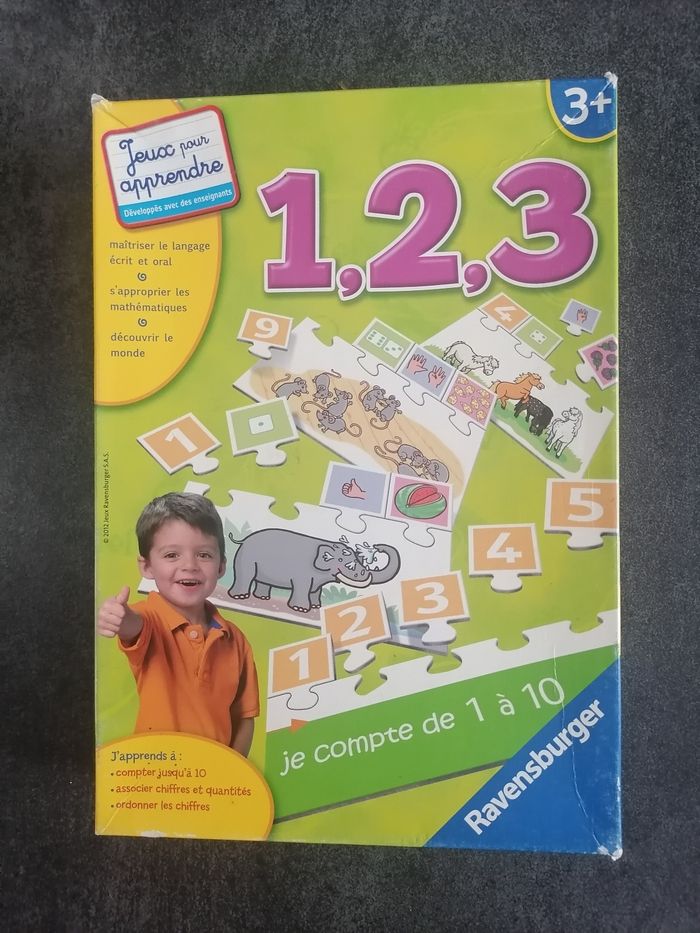 3+
Jeux pour
apprendre
Développés avec des enseignants
1,2,3
maîtriser le langage
écrit et oral
s'approprier les
mathématiques
découvrir le
monde
4
9
1
5
4
3
2
1
© 2012 Jeux Ravensburger S.A.S.
je compte de 1 à 10
J'apprends à :
• compter jusqu'à 10
• associer chiffres et quantités
• ordonner les chiffres
Ravensburger